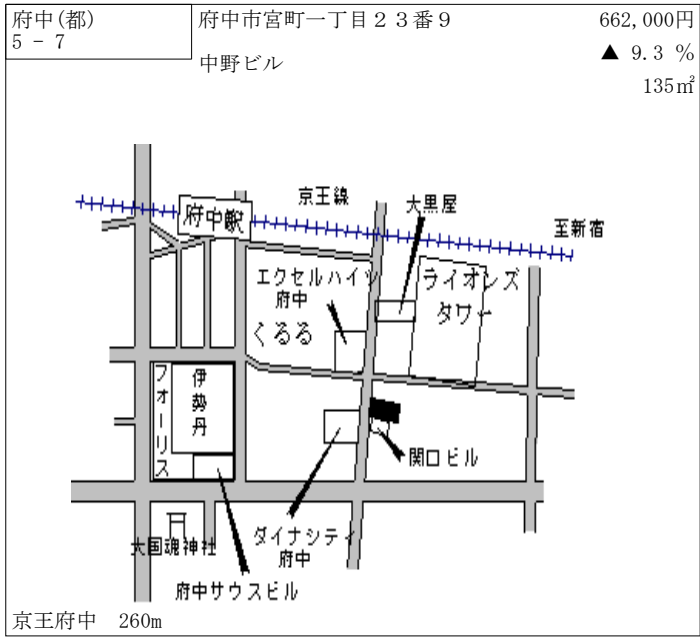 府中(都)
5 - 7
府中市宮町一丁目２３番９
中野ビル
662,000円
▲ 9.3 %
135㎡
京王線
大黒屋
府中駅
至新宿
エクセルハイツ
府中
ライオンズ
タワー
くるる
フォーリス
伊勢丹
関口ビル
大国魂神社
ダイナシティ
府中
府中サウスビル
京王府中　260m